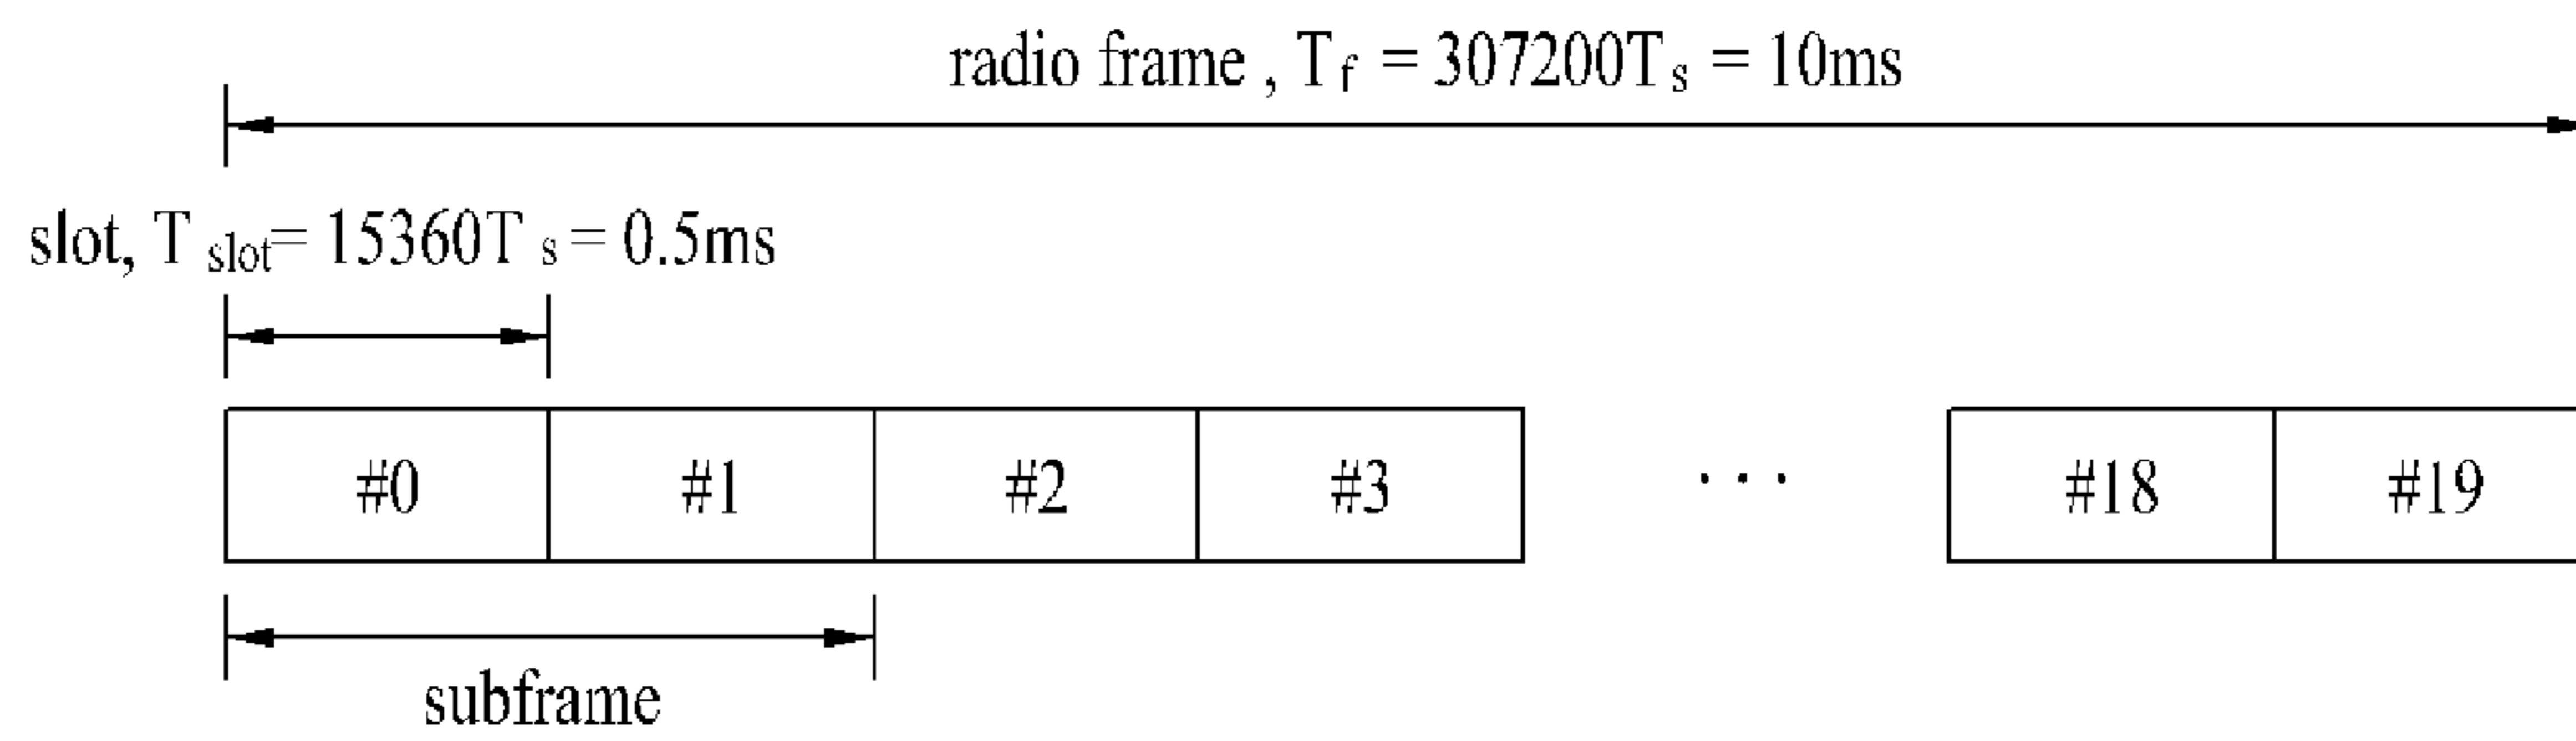 radio frame , Tf = 307200Ts = 10ms
slot, T slot= 15360T s = 0.5ms
#0 #1 #2 #3 · · · #18 #19
subframe